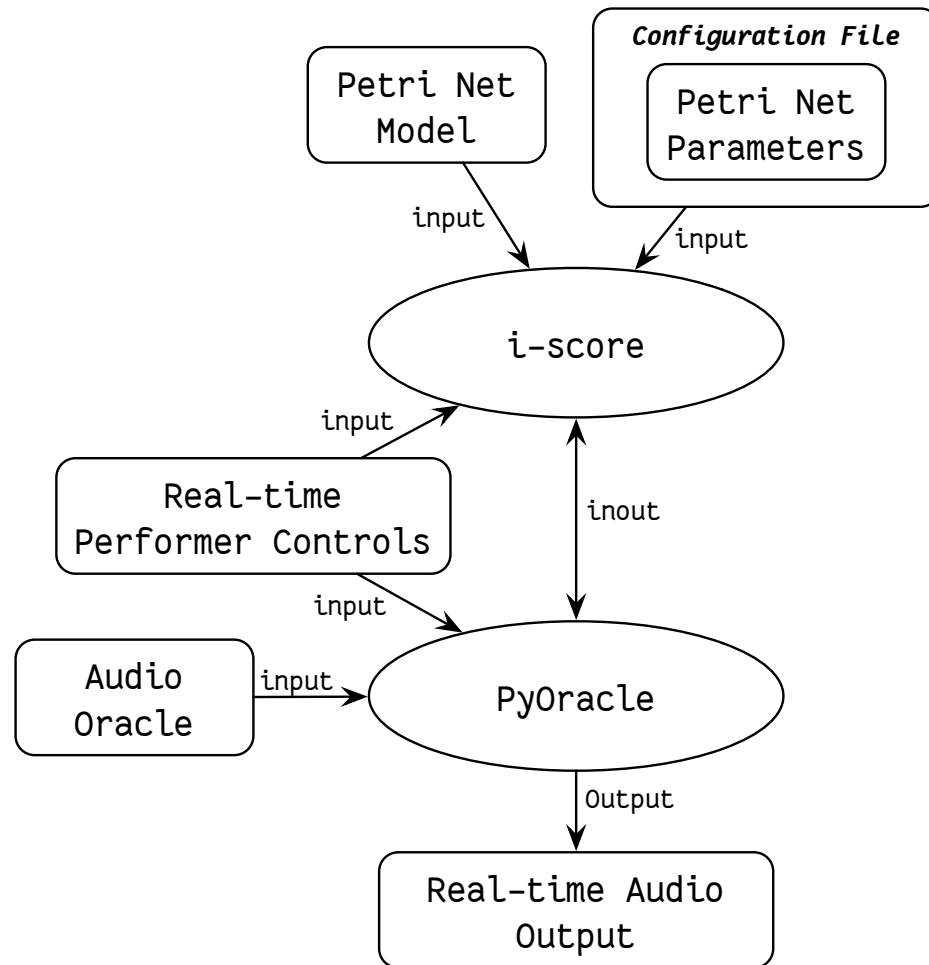 Configuration File
Petri Net
Model
Petri Net
Parameters
input
input
i-score
input
Real-time
Performer Controls
inout
input
Audio
Oracle
input
PyOracle
Output
Real-time Audio
Output